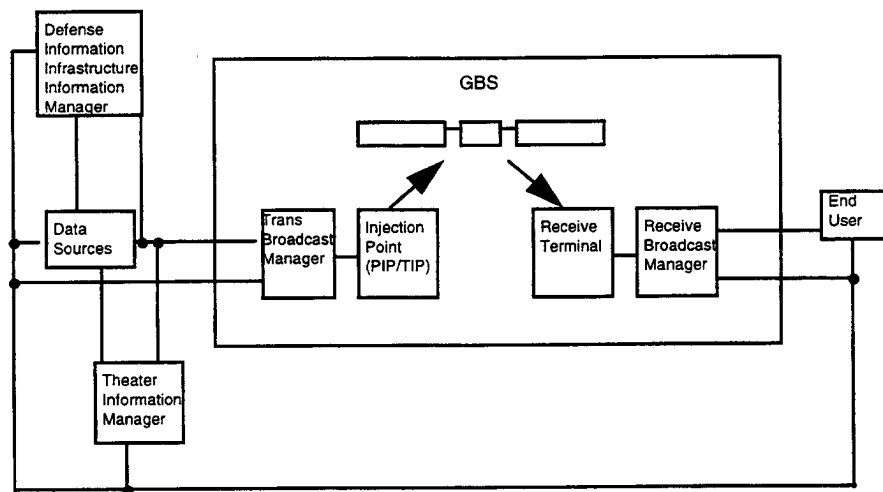 Defense
Information
Infrastructure
Information
Manager
GBS
Data
Sources
Trans
Broadcast
Manager
Injection
Point
(PIP/TIP)
Receive
Terminal
Receive
Broadcast
Manager
End
User
Theater
Information
Manager